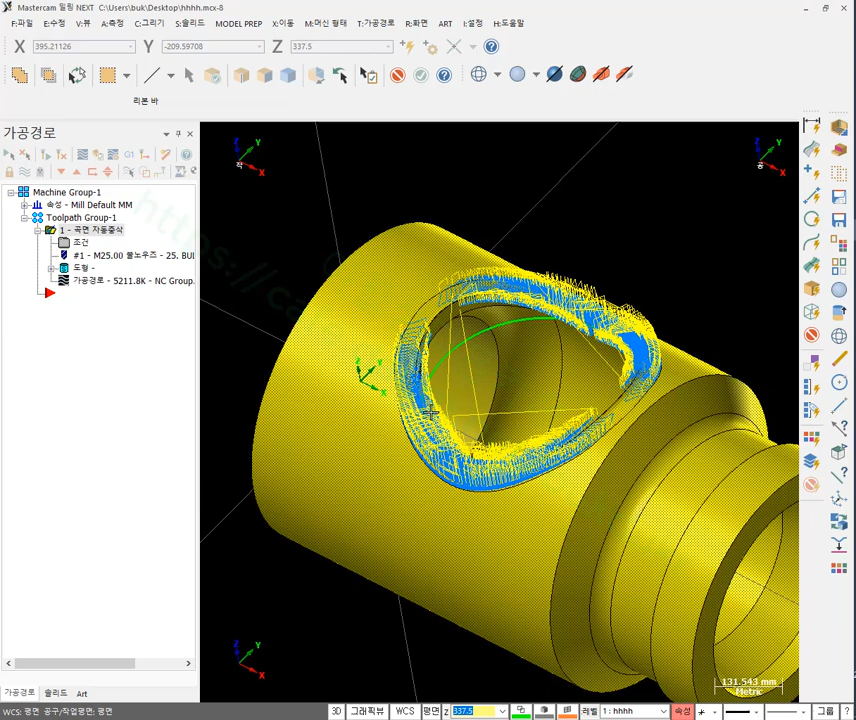 Mastercam 밀링 NEXT C:\Users\buk\Desktop\hhhh.mcx-8
F:파일 E:수정 V:뷰 A:측정 C:그리기 S:솔리드 MODEL PREP X:이동 M:머신 형태 T:가공경로 R:화면 ART I:설정 H:도움말
X 395.21126 Y -209.59708 Z 337.5
리본 바
가공경로
G1
Machine Group-1
속성 - Mill Default MM
Toolpath Group-1
1 - 곡면 자동중삭
조건
#1 - M25.00 불노우즈 - 25. BUL
도형 -
가공경로 - 5211.8K - NC Group.
Z Y X
Z Y X
Z Y X
Z Y X
131.543 mm
Metric
가공경로 솔리드 Art
WCS: 평면 공구/작업평면: 평면
3D 그래픽뷰 WCS 평면 Z 337.5 레벨 1 : hhhh 속성 그룹 ?